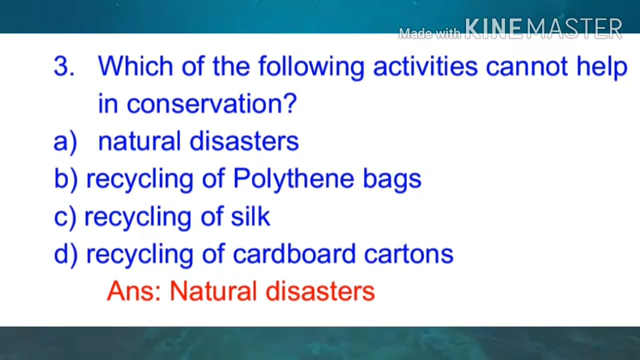 Made with KINEMASTER
3. Which of the following activities cannot help
in conservation?
a) natural disasters
b) recycling of Polythene bags
c) recycling of silk
d) recycling of cardboard cartons
Ans: Natural disasters